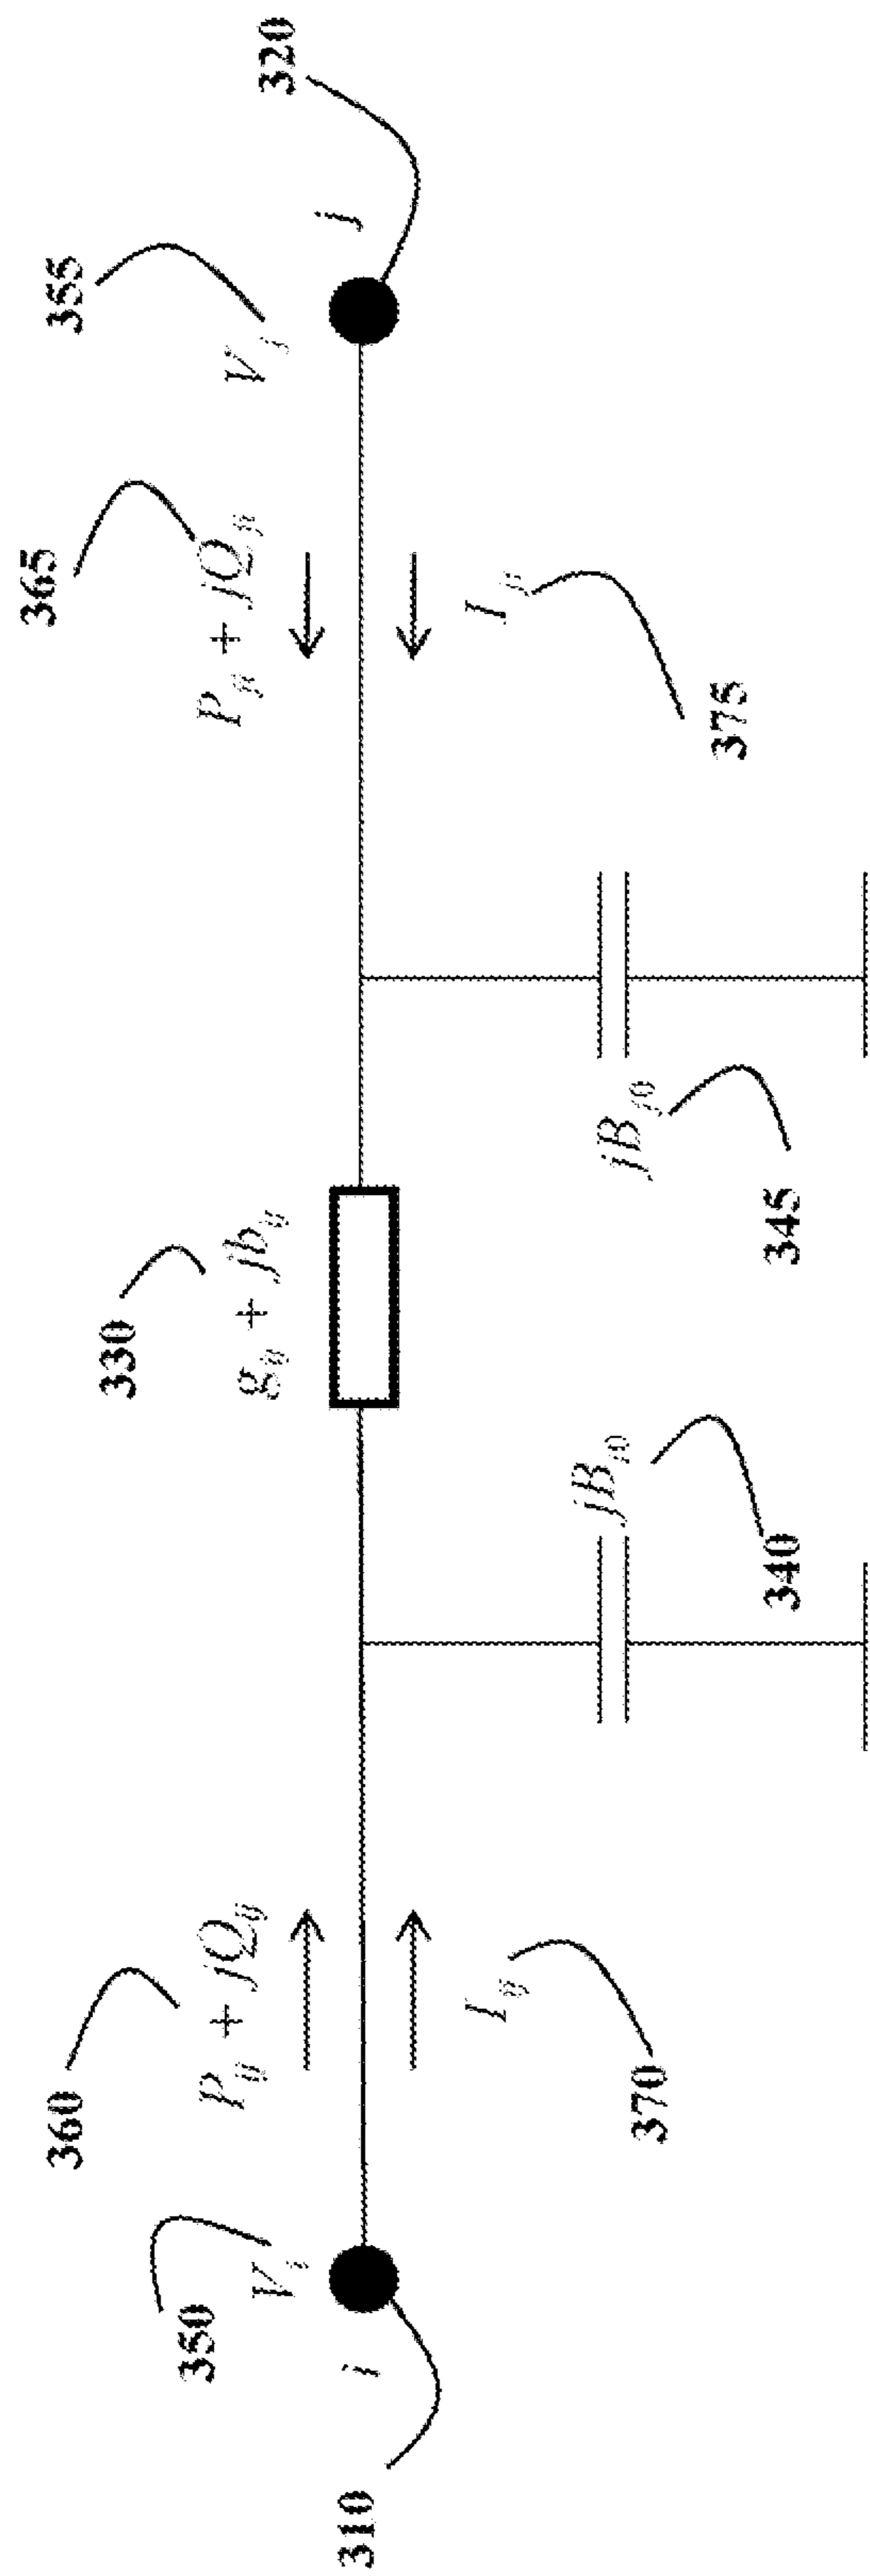 355
320
365
V_j
j
P_ji + jQ_ji
I_ji
375
330
g_ij + jb_ij
jB_j0
345
jB_i0
340
360
P_ij + jQ_ij
I_ij
370
350
V_i
i
310